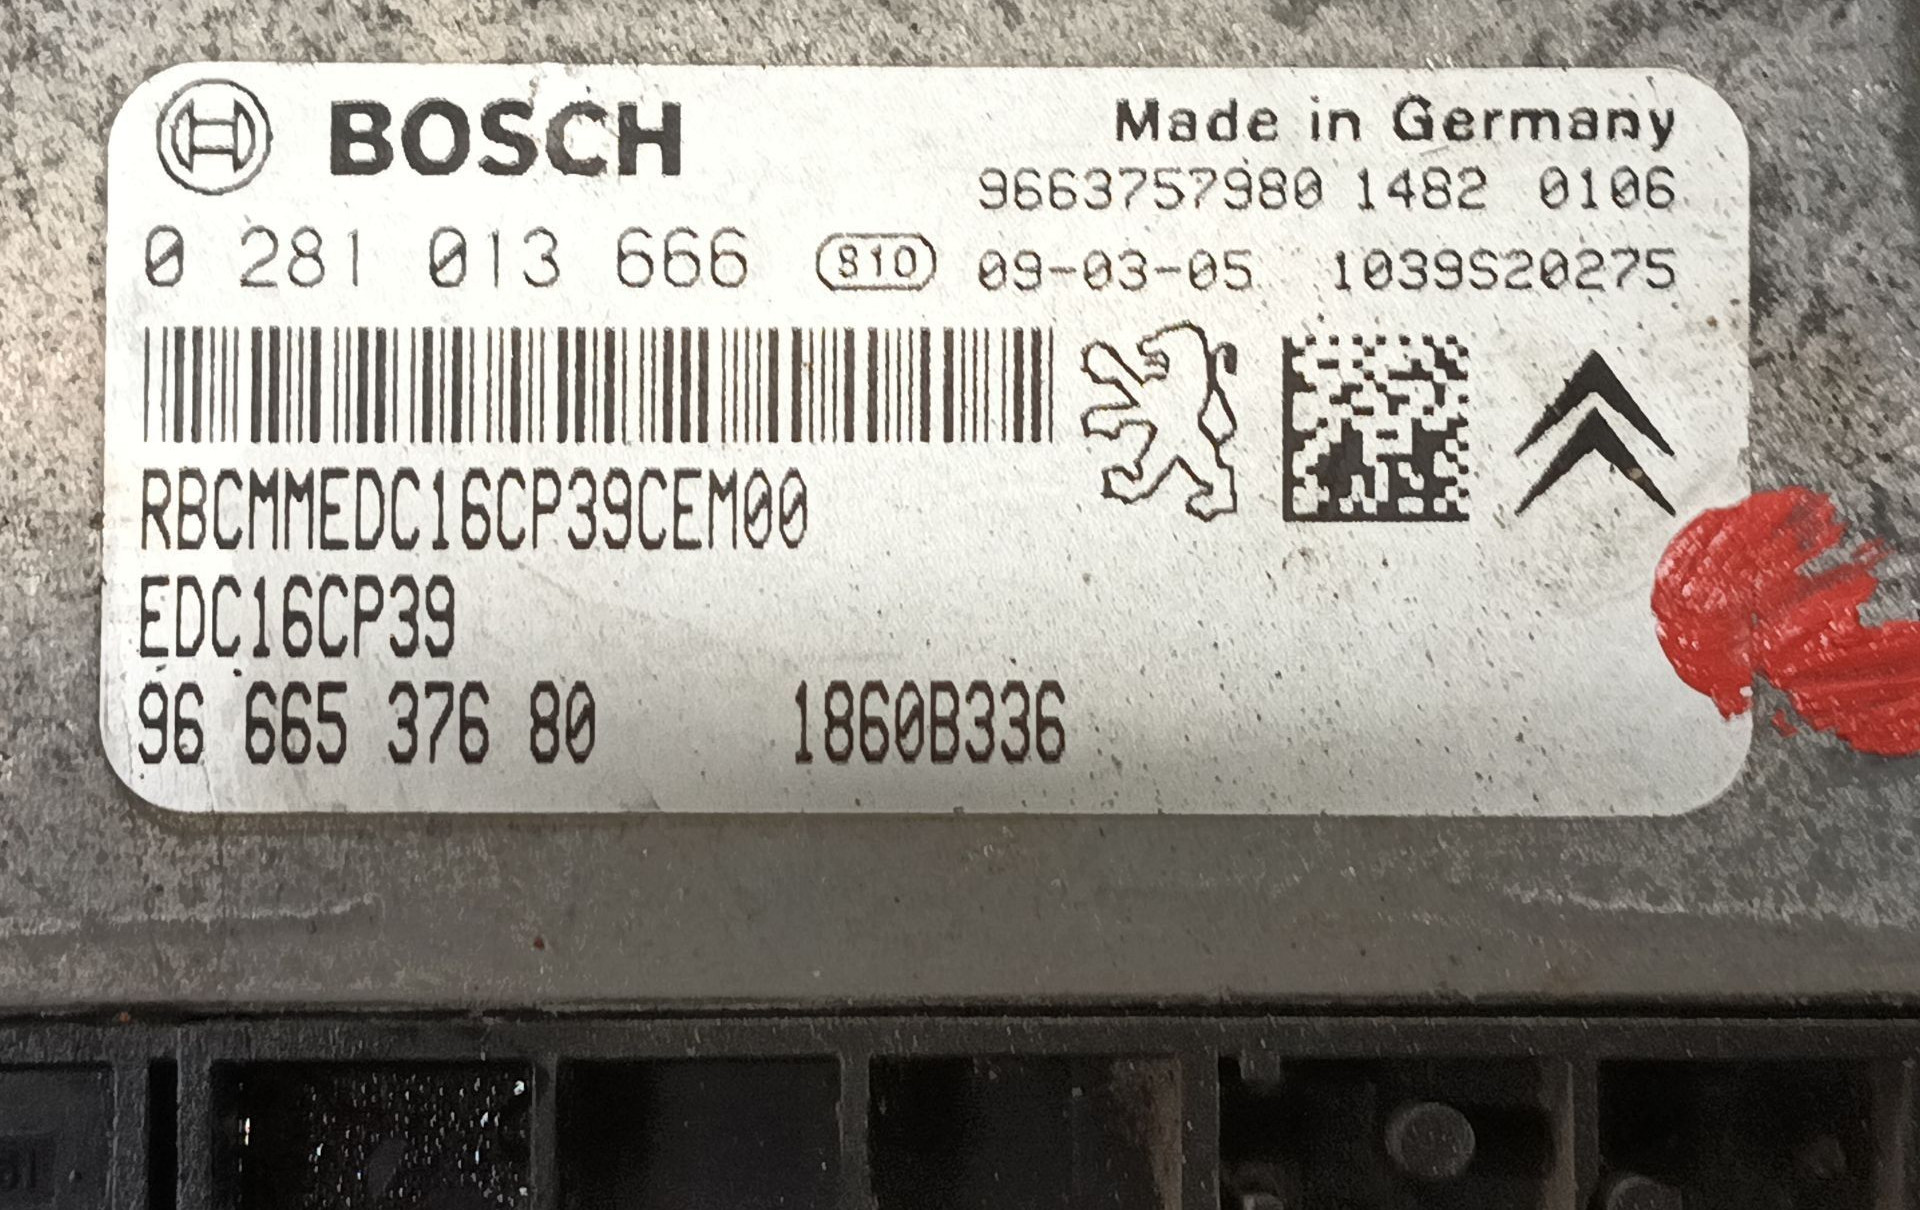 BOSCH
Made in Germany
9663757980 1482 0106
0 281 013 666 810 09-03-05 1039S20275
RBCMMEDC16CP39CEM00
EDC16CP39
96 665 376 80 1860B336